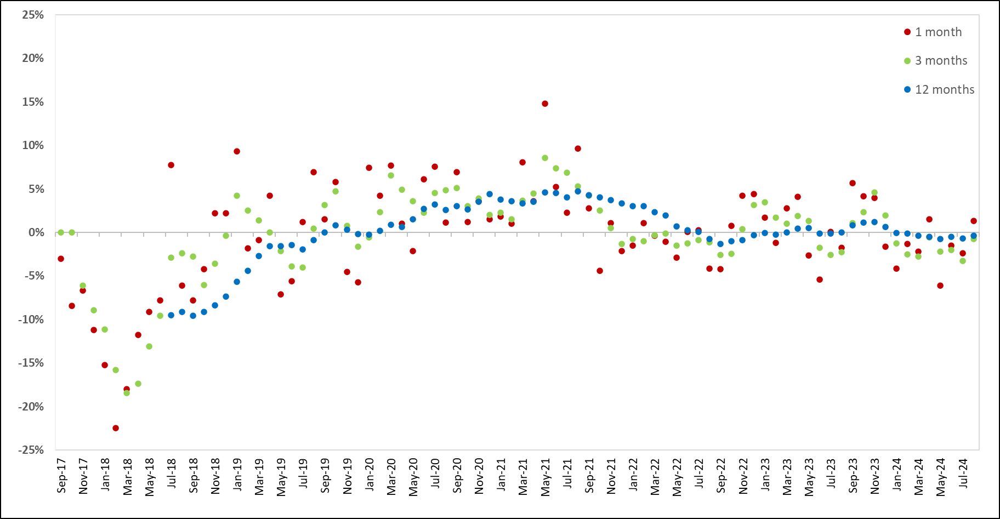 25%
20%
15%
10%
5%
0%
-5%
-10%
-15%
-20%
-25%
1 month
3 months
12 months
Sep-17
Nov-17
Jan-18
Mar-18
May-18
Jul-18
Sep-18
Nov-18
Jan-19
Mar-19
May-19
Jul-19
Sep-19
Nov-19
Jan-20
Mar-20
May-20
Jul-20
Sep-20
Nov-20
Jan-21
Mar-21
May-21
Jul-21
Sep-21
Nov-21
Jan-22
Mar-22
May-22
Jul-22
Sep-22
Nov-22
Jan-23
Mar-23
May-23
Jul-23
Sep-23
Nov-23
Jan-24
Mar-24
May-24
Jul-24